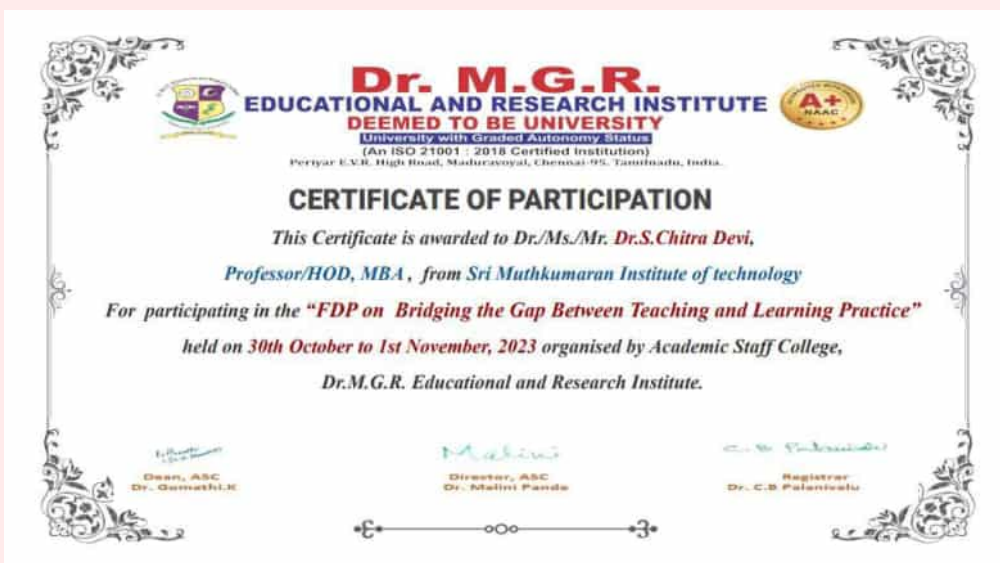 Dr. M.G.R.
EDUCATIONAL AND RESEARCH INSTITUTE
DEEMED TO BE UNIVERSITY
University with Graded Autonomy Status
(An ISO 21001 : 2018 Certified Institution)
Periyar E.V.R. High Road, Maduravoyal, Chennai-95. Tamilnadu, India.
A+
NAAC
CERTIFICATE OF PARTICIPATION
This Certificate is awarded to Dr./Ms./Mr. Dr.S.Chitra Devi,
Professor/HOD, MBA , from Sri Muthkumaran Institute of technology
For participating in the “FDP on Bridging the Gap Between Teaching and Learning Practice”
held on 30th October to 1st November, 2023 organised by Academic Staff College,
Dr.M.G.R. Educational and Research Institute.
Malini
Dean, ASC
Dr. Gomathi.K
Director, ASC
Dr. Malini Pande
Registrar
Dr. C.B Palanivelu